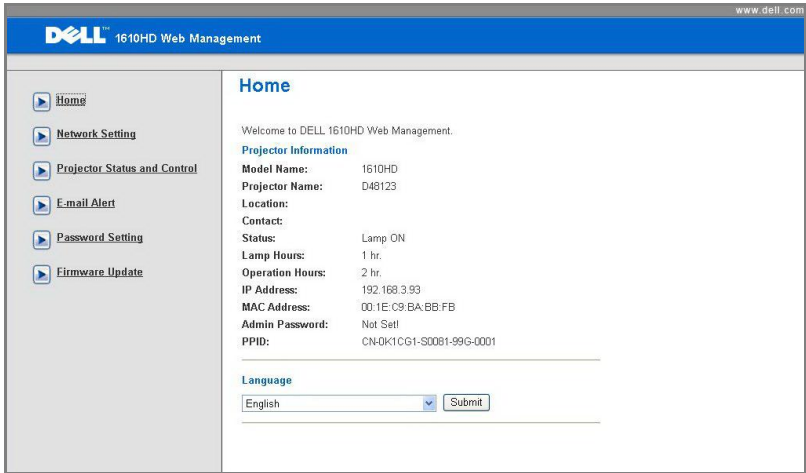 www.dell.com
DELL™ 1610HD Web Management
Home
Network Setting
Projector Status and Control
E-mail Alert
Password Setting
Firmware Update
Home
Welcome to DELL 1610HD Web Management.
Projector Information
Model Name: 1610HD
Projector Name: D48123
Location:
Contact:
Status: Lamp ON
Lamp Hours: 1 hr.
Operation Hours: 2 hr.
IP Address: 192.168.3.93
MAC Address: 00:1E:C9:BA:BB:FB
Admin Password: Not Set!
PPID: CN-0K1CG1-S0081-99G-0001
Language
English Submit